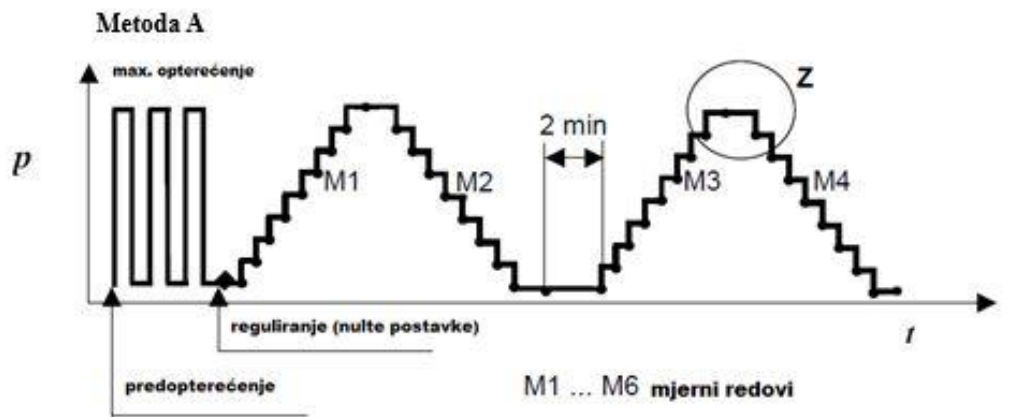 Metoda A
max. opterećenje
Z
2 min
p
M1
M2
M3
M4
reguliranje (nulte postavke)
t
predopterećenje
M1 ... M6 mjerni redovi